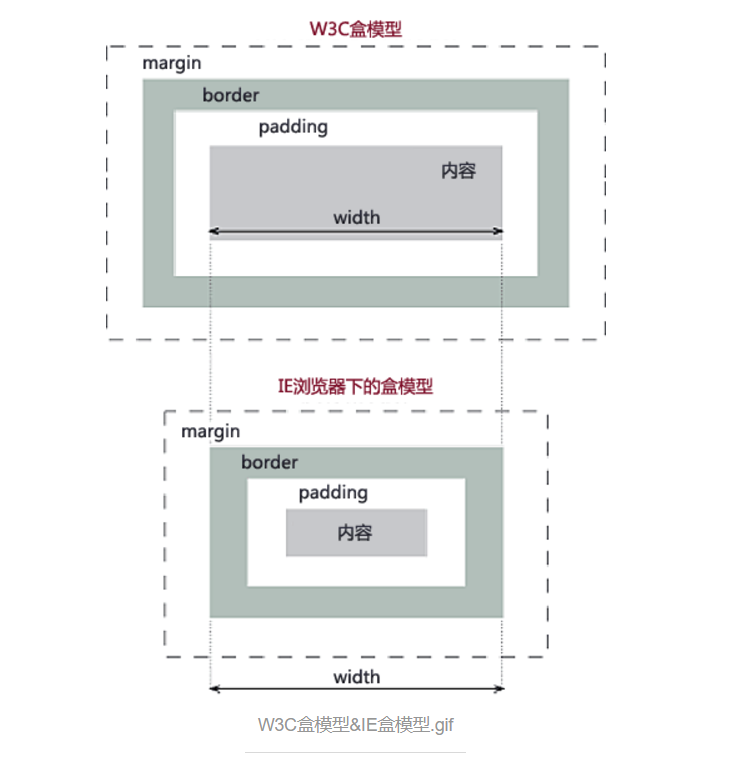 W3C盒模型
margin
border
padding
内容
width
IE浏览器下的盒模型
margin
border
padding
内容
width
W3C盒模型&IE盒模型.gif